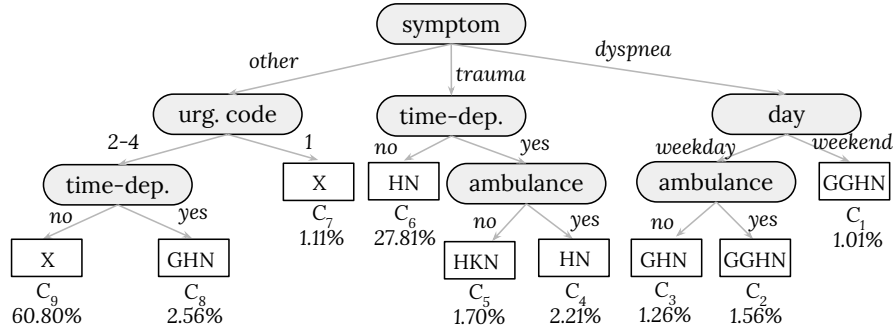 symptom
other
trauma
dyspnea
urg. code
time-dep.
day
2-4
1
no
yes
weekday
weekend
time-dep.
X
HN
ambulance
ambulance
GGHN
C₇
1.11%
C₆
27.81%
C₁
1.01%
no
yes
no
yes
no
yes
X
GHN
HKN
HN
GHN
GGHN
C₉
60.80%
C₈
2.56%
C₅
1.70%
C₄
2.21%
C₃
1.26%
C₂
1.56%